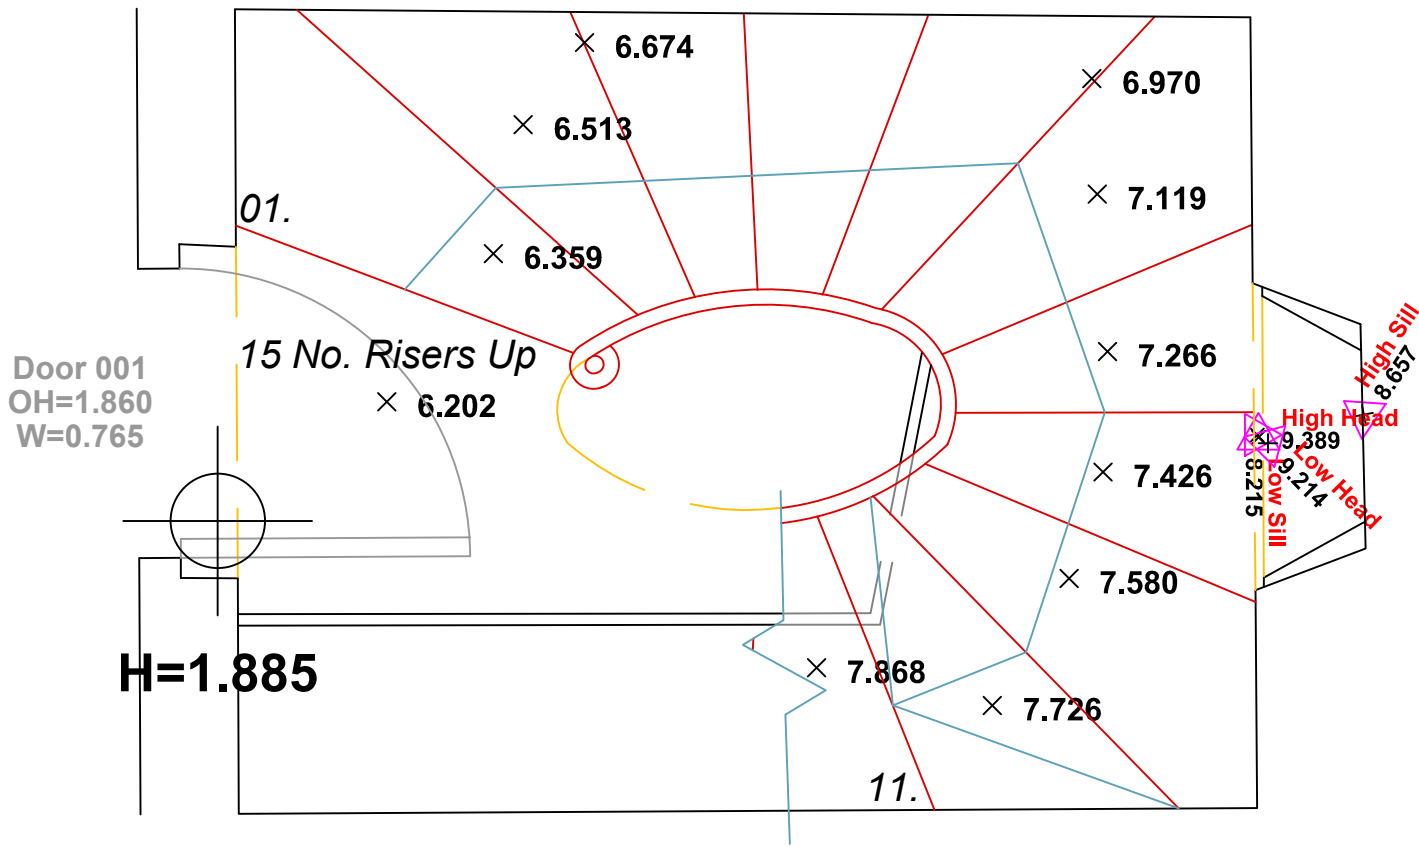 6.674
6.970
6.513
7.119
01.
6.359
15 No. Risers Up
7.266
High Sill
8.657
Door 001
OH=1.860
W=0.765
6.202
High Head
9.389
Low Head
9.214
8.215
Low Sill
7.426
7.580
H=1.885
7.868
7.726
11.